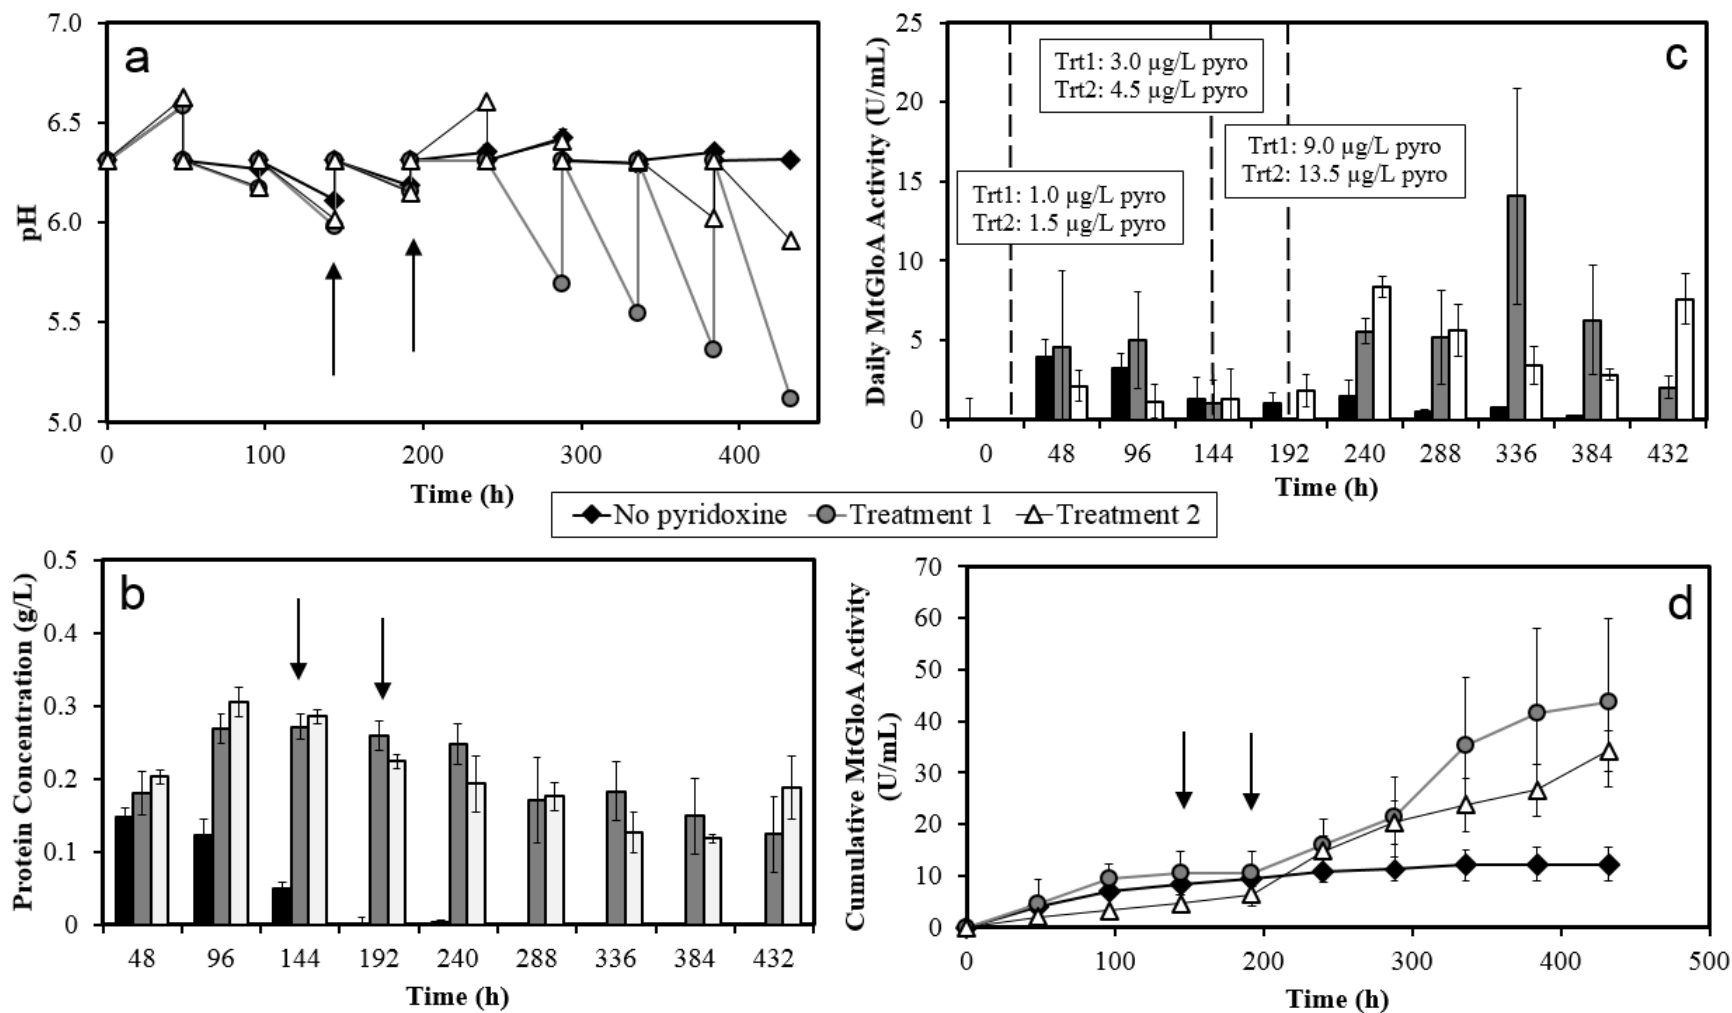 a
7.0
6.5
6.0
5.5
5.0
pH
0 100 200 300 400
Time (h)
c
25
20
15
10
5
0
Daily MtGloA Activity (U/mL)
Trt1: 3.0 µg/L pyro
Trt2: 4.5 µg/L pyro
Trt1: 9.0 µg/L pyro
Trt2: 13.5 µg/L pyro
Trt1: 1.0 µg/L pyro
Trt2: 1.5 µg/L pyro
0 48 96 144 192 240 288 336 384 432
Time (h)
No pyridoxine Treatment 1 Treatment 2
b
0.5
0.4
0.3
0.2
0.1
0
Protein Concentration (g/L)
48 96 144 192 240 288 336 384 432
Time (h)
d
70
60
50
40
30
20
10
0
Cumulative MtGloA Activity
(U/mL)
0 100 200 300 400 500
Time (h)